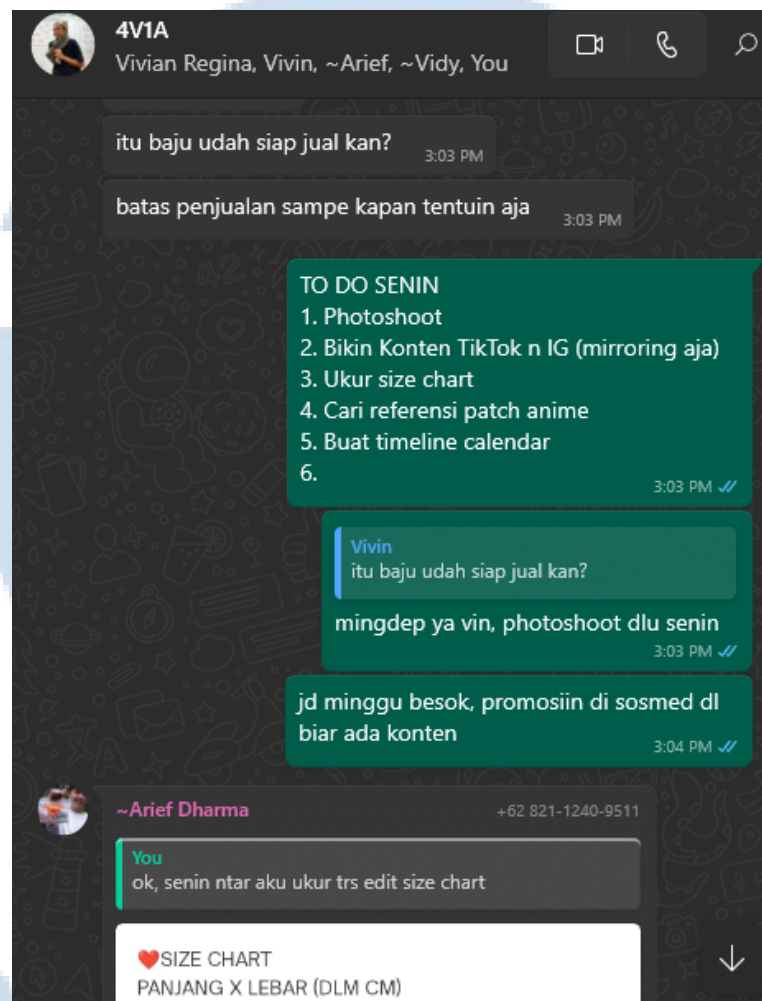 4V1A
Vivian Regina, Vivin, ~Arief, ~Vidy, You
itu baju udah siap jual kan?
3:03 PM
batas penjualan sampe kapan tentuin aja
3:03 PM
TO DO SENIN
1. Photoshoot
2. Bikin Konten TikTok n IG (mirroring aja)
3. Ukur size chart
4. Cari referensi patch anime
5. Buat timeline calendar
6.
3:03 PM
Vivin
itu baju udah siap jual kan?
mingdep ya vin, photoshoot dlu senin
3:03 PM
jd minggu besok, promosiin di sosmed dl
biar ada konten
3:04 PM
~Arief Dharma +62 821-1240-9511
You
ok, senin ntar aku ukur trs edit size chart
❤️SIZE CHART
PANJANG X LEBAR (DLM CM)